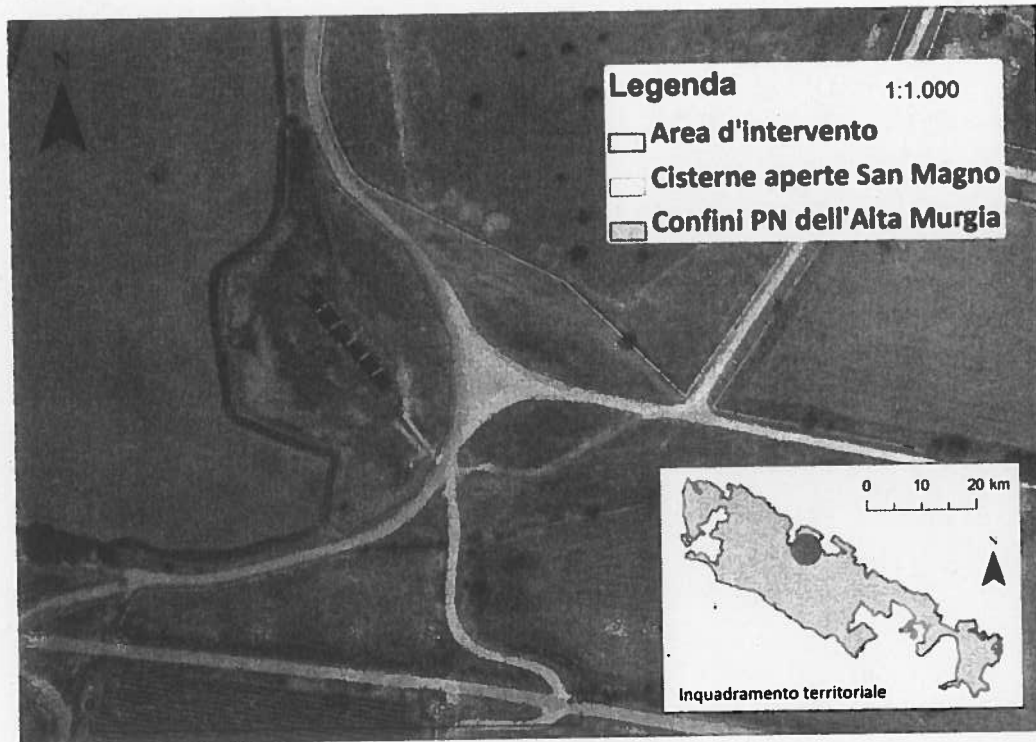 N
Legenda 1:1.000
Area d'intervento
Cisterne aperte San Magno
Confini PN dell'Alta Murgia
0 10 20 km
N
Inquadramento territoriale